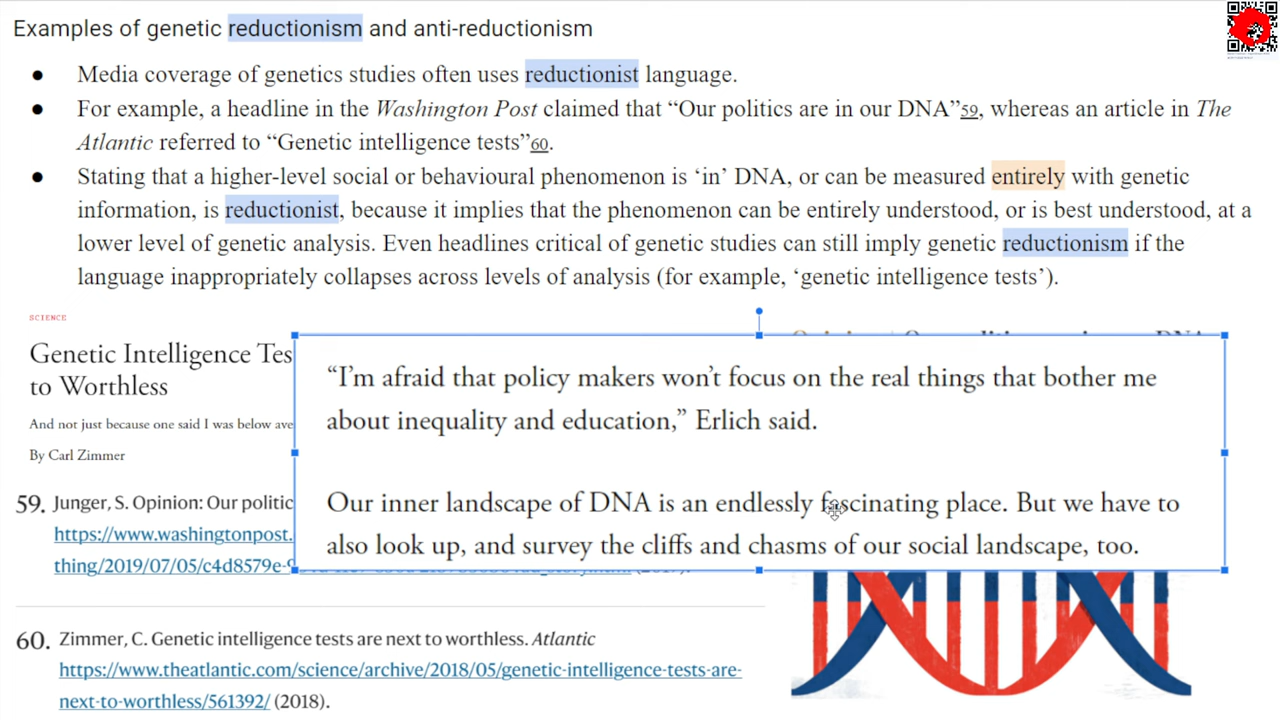 Examples of genetic reductionism and anti-reductionism
● Media coverage of genetics studies often uses reductionist language.
● For example, a headline in the Washington Post claimed that “Our politics are in our DNA”59, whereas an article in The
Atlantic referred to “Genetic intelligence tests”60.
● Stating that a higher-level social or behavioural phenomenon is ‘in’ DNA, or can be measured entirely with genetic
information, is reductionist, because it implies that the phenomenon can be entirely understood, or is best understood, at a
lower level of genetic analysis. Even headlines critical of genetic studies can still imply genetic reductionism if the
language inappropriately collapses across levels of analysis (for example, ‘genetic intelligence tests’).
SCIENCE
Genetic Intelligence Tes
to Worthless
And not just because one said I was below ave
By Carl Zimmer
“I’m afraid that policy makers won’t focus on the real things that bother me
about inequality and education,” Erlich said.
Our inner landscape of DNA is an endlessly fascinating place. But we have to
also look up, and survey the cliffs and chasms of our social landscape, too.
59. Junger, S. Opinion: Our politic
https://www.washingtonpost.
thing/2019/07/05/c4d8579e-
60. Zimmer, C. Genetic intelligence tests are next to worthless. Atlantic
https://www.theatlantic.com/science/archive/2018/05/genetic-intelligence-tests-are-
next-to-worthless/561392/ (2018).